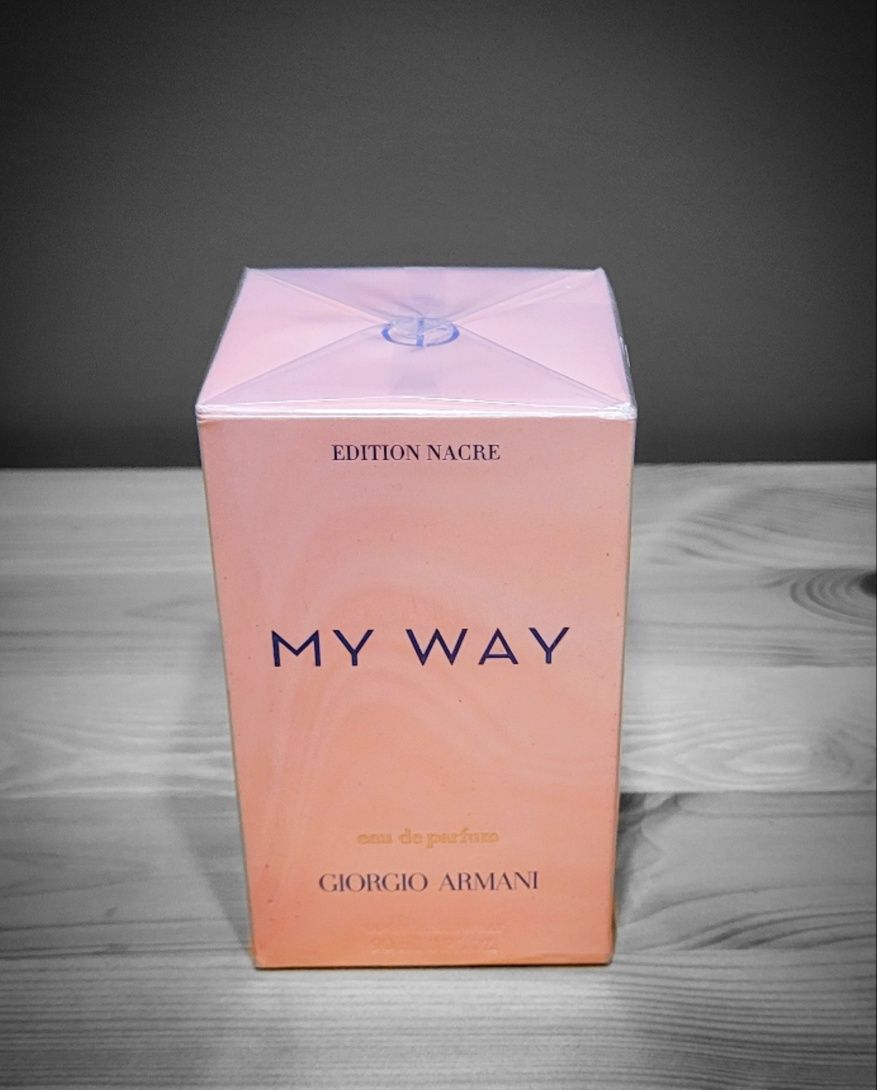 EDITION NACRE
MY WAY
eau de parfum
GIORGIO ARMANI